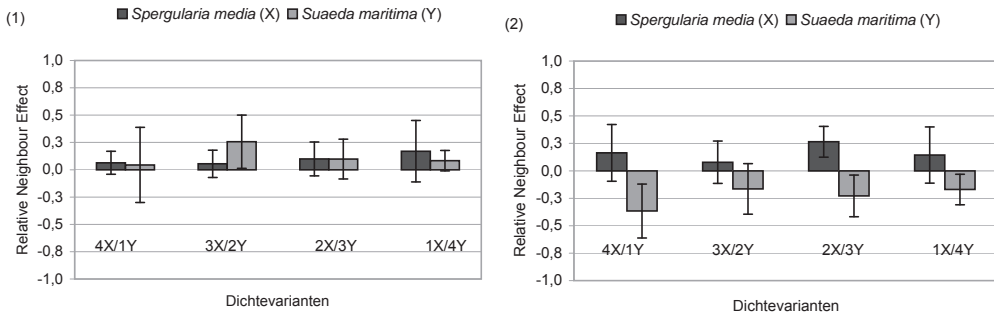 (1)
Spergularia media (X) Suaeda maritima (Y)
Relative Neighbour Effect
1,0
0,8
0,5
0,3
0,0
-0,3
-0,5
-0,8
-1,0
4X/1Y 3X/2Y 2X/3Y 1X/4Y
Dichtevarianten
(2)
Spergularia media (X) Suaeda maritima (Y)
Relative Neighbour Effect
1,0
0,8
0,5
0,3
0,0
-0,3
-0,5
-0,8
-1,0
4X/1Y 3X/2Y 2X/3Y 1X/4Y
Dichtevarianten